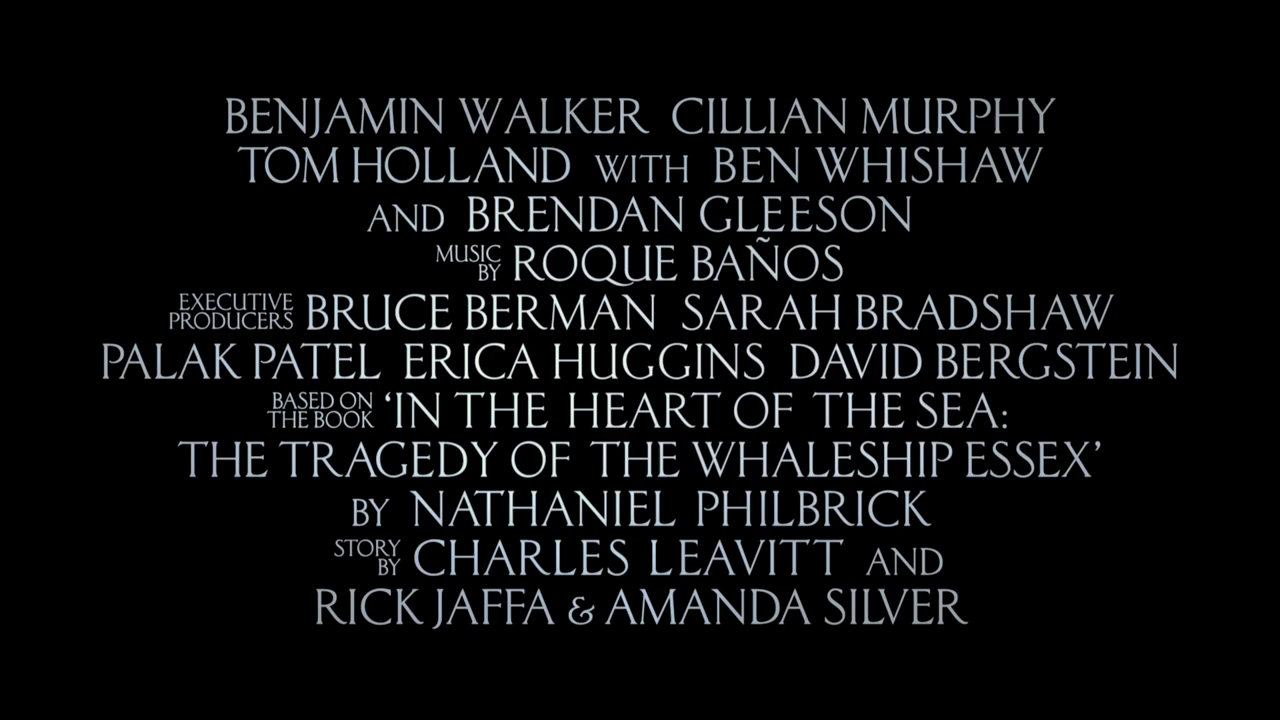 BENJAMIN WALKER CILLIAN MURPHY
TOM HOLLAND WITH BEN WHISHAW
AND BRENDAN GLEESON
MUSIC BY ROQUE BAÑOS
EXECUTIVE PRODUCERS BRUCE BERMAN SARAH BRADSHAW
PALAK PATEL ERICA HUGGINS DAVID BERGSTEIN
BASED ON THE BOOK ‘IN THE HEART OF THE SEA:
THE TRAGEDY OF THE WHALESHIP ESSEX’
BY NATHANIEL PHILBRICK
STORY BY CHARLES LEAVITT AND
RICK JAFFA & AMANDA SILVER